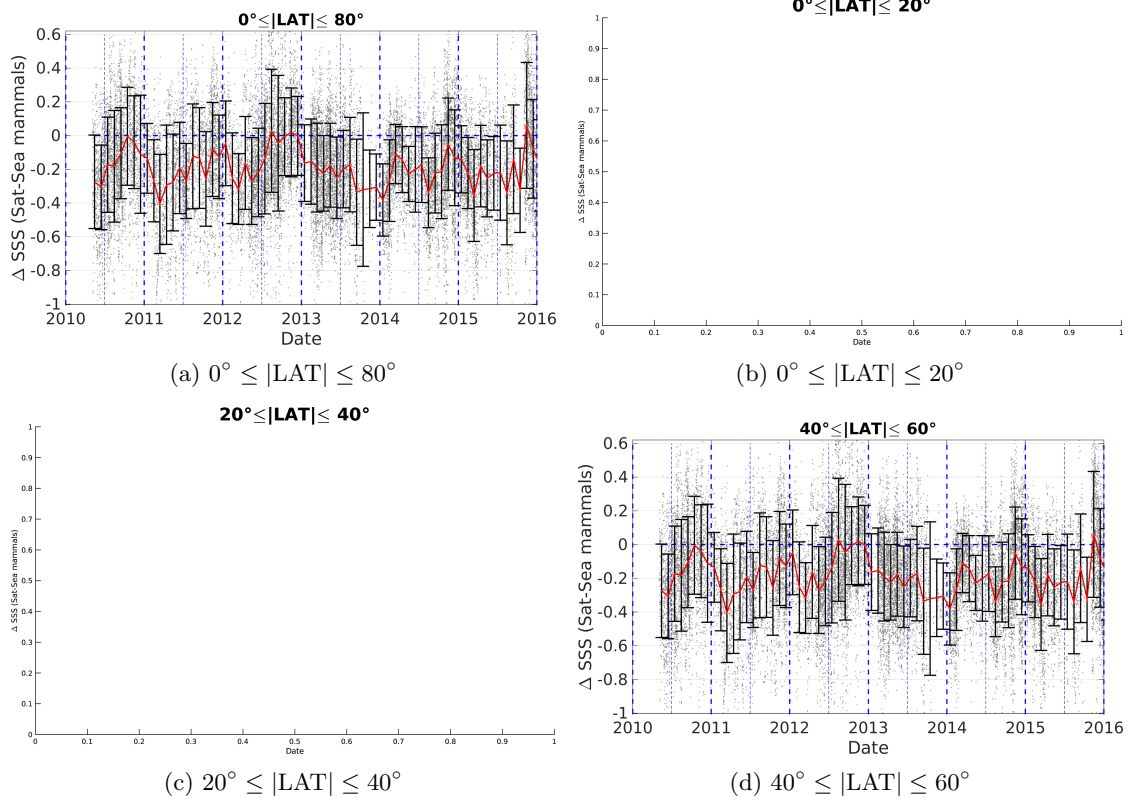 0°≤|LAT|≤ 80°
0.6
0.4
0.2
0
-0.2
-0.4
-0.6
-0.8
-1
Δ SSS (Sat-Sea mammals)
2010 2011 2012 2013 2014 2015 2016
Date
(a) 0° ≤ |LAT| ≤ 80°
0°≤|LAT|≤ 20°
1
0.9
0.8
0.7
0.6
0.5
0.4
0.3
0.2
0.1
0
Δ SSS (Sat-Sea mammals)
0 0.1 0.2 0.3 0.4 0.5 0.6 0.7 0.8 0.9 1
Date
(b) 0° ≤ |LAT| ≤ 20°
20°≤|LAT|≤ 40°
1
0.9
0.8
0.7
0.6
0.5
0.4
0.3
0.2
0.1
0
Δ SSS (Sat-Sea mammals)
0 0.1 0.2 0.3 0.4 0.5 0.6 0.7 0.8 0.9 1
Date
(c) 20° ≤ |LAT| ≤ 40°
40°≤|LAT|≤ 60°
0.6
0.4
0.2
0
-0.2
-0.4
-0.6
-0.8
-1
Δ SSS (Sat-Sea mammals)
2010 2011 2012 2013 2014 2015 2016
Date
(d) 40° ≤ |LAT| ≤ 60°